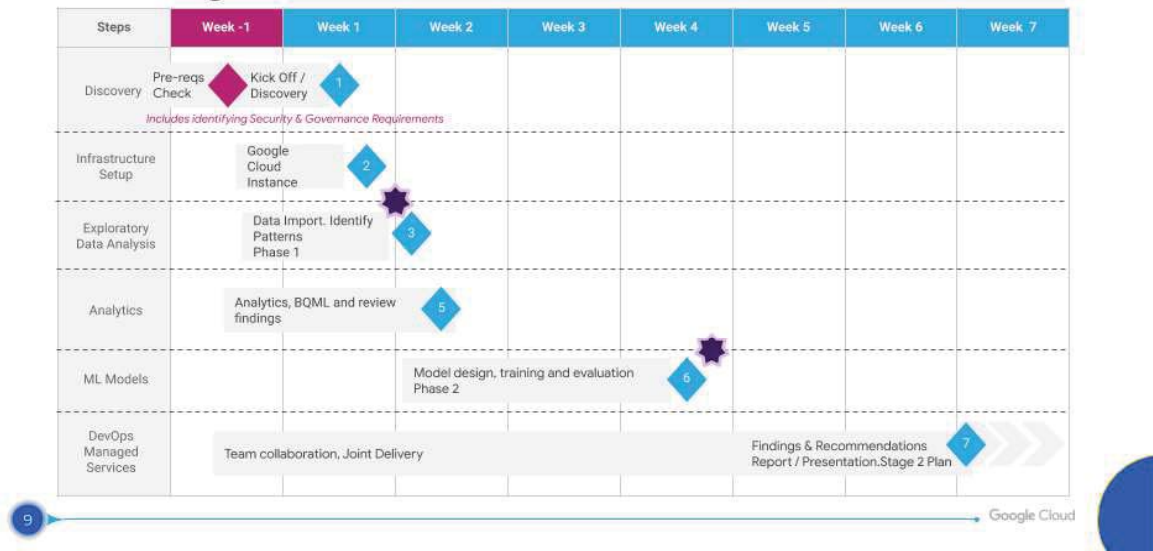 Steps
Week -1
Week 1
Week 2
Week 3
Week 4
Week 5
Week 6
Week 7
Discovery
Pre-reqs
Check
Kick Off /
Discovery
1
Includes identifying Security & Governance Requirements
Infrastructure
Setup
Google
Cloud
Instance
2
Exploratory
Data Analysis
Data Import. Identify
Patterns
Phase 1
3
Analytics
Analytics, BQML and review
findings
5
ML Models
Model design, training and evaluation
Phase 2
6
DevOps
Managed
Services
Team collaboration, Joint Delivery
Findings & Recommendations
Report / Presentation.Stage 2 Plan
7
9
Google Cloud